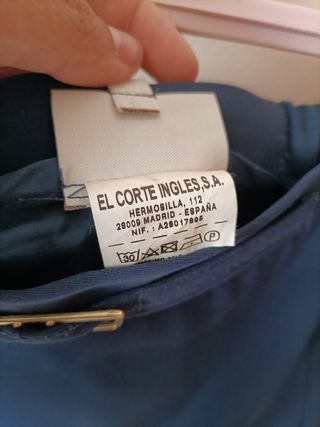 EL CORTE INGLES,S.A.
HERMOSILLA, 112
28009 MADRID - ESPAÑA
NIF. : A28017895
30 P